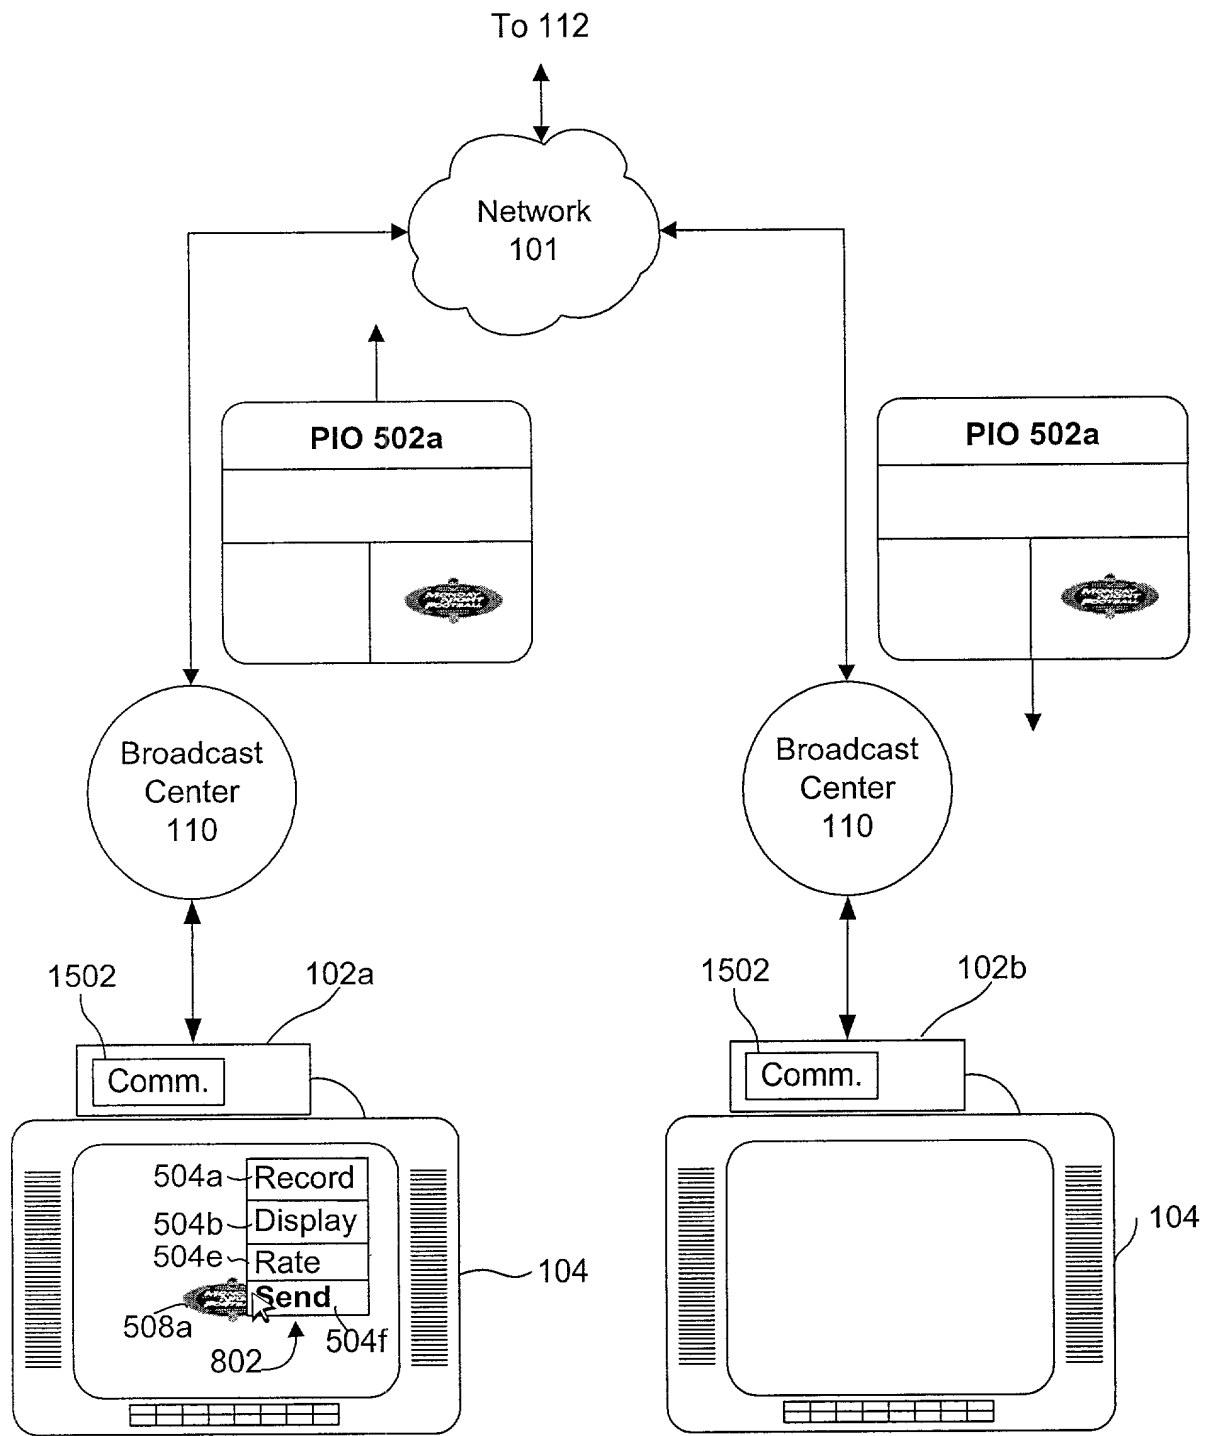 To 112
Network
101
PIO 502a
PIO 502a
Broadcast
Center
110
Broadcast
Center
110
1502
102a
1502
102b
Comm.
Comm.
504a
Record
504b
Display
504e
Rate
Send
508a
802
504f
104
104